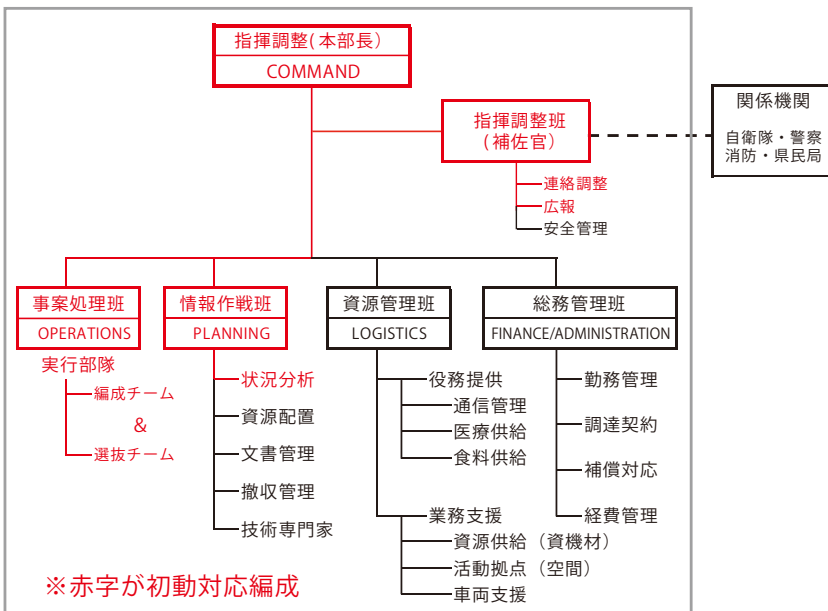 指揮調整(本部長)
COMMAND
指揮調整班
(補佐官)
連絡調整
広報
安全管理
関係機関
自衛隊・警察
消防・県民局
事案処理班
OPERATIONS
実行部隊
編成チーム
&
選抜チーム
情報作戦班
PLANNING
状況分析
資源配置
文書管理
撤収管理
技術専門家
資源管理班
LOGISTICS
役務提供
通信管理
医療供給
食料供給
業務支援
資源供給（資機材）
活動拠点（空間）
車両支援
総務管理班
FINANCE/ADMINISTRATION
勤務管理
調達契約
補償対応
経費管理
※赤字が初動対応編成